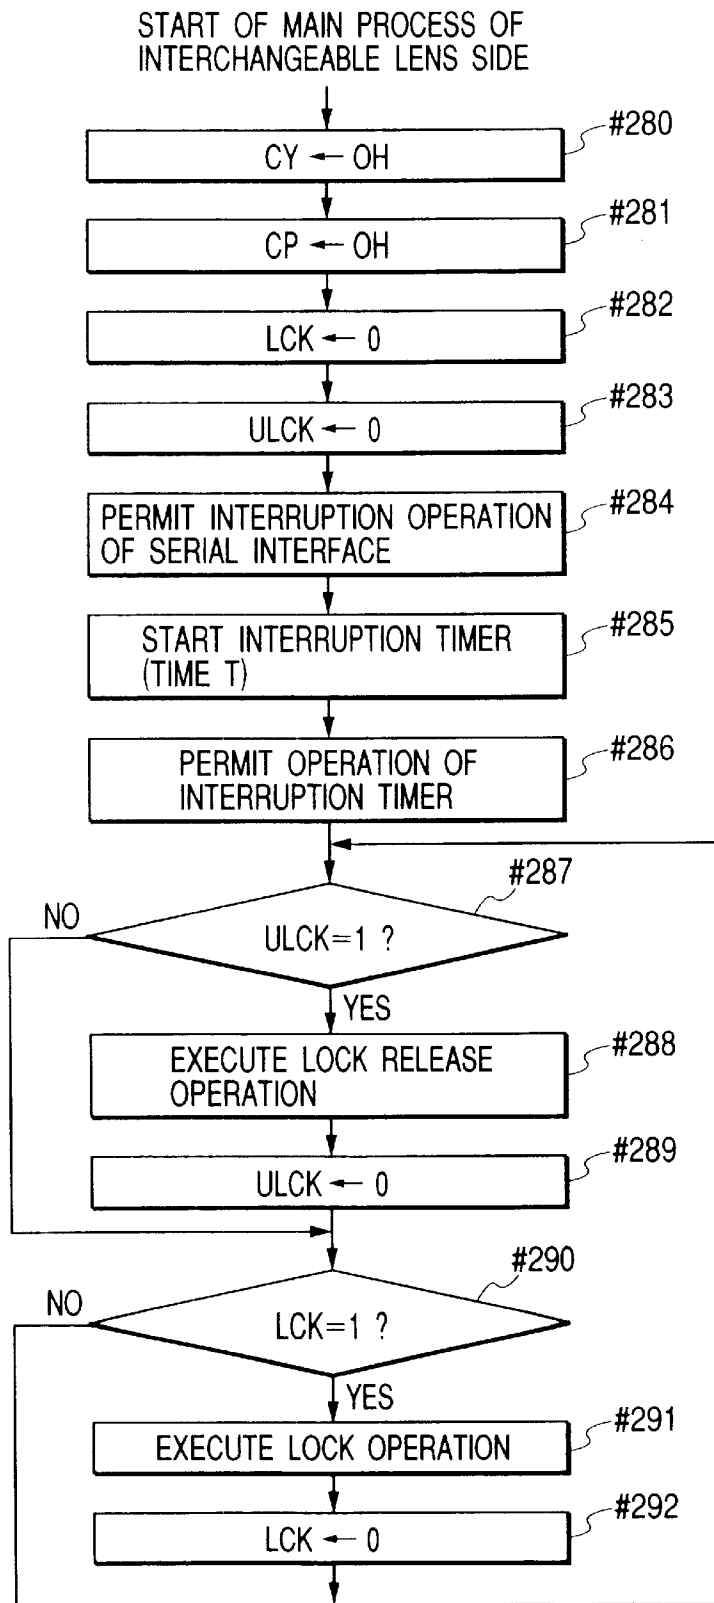 START OF MAIN PROCESS OF
INTERCHANGEABLE LENS SIDE
#280
CY ← OH
#281
CP ← OH
#282
LCK ← 0
#283
ULCK ← 0
#284
PERMIT INTERRUPTION OPERATION
OF SERIAL INTERFACE
#285
START INTERRUPTION TIMER
(TIME T)
#286
PERMIT OPERATION OF
INTERRUPTION TIMER
#287
NO
ULCK=1 ?
YES
#288
EXECUTE LOCK RELEASE
OPERATION
#289
ULCK ← 0
#290
NO
LCK=1 ?
YES
#291
EXECUTE LOCK OPERATION
#292
LCK ← 0